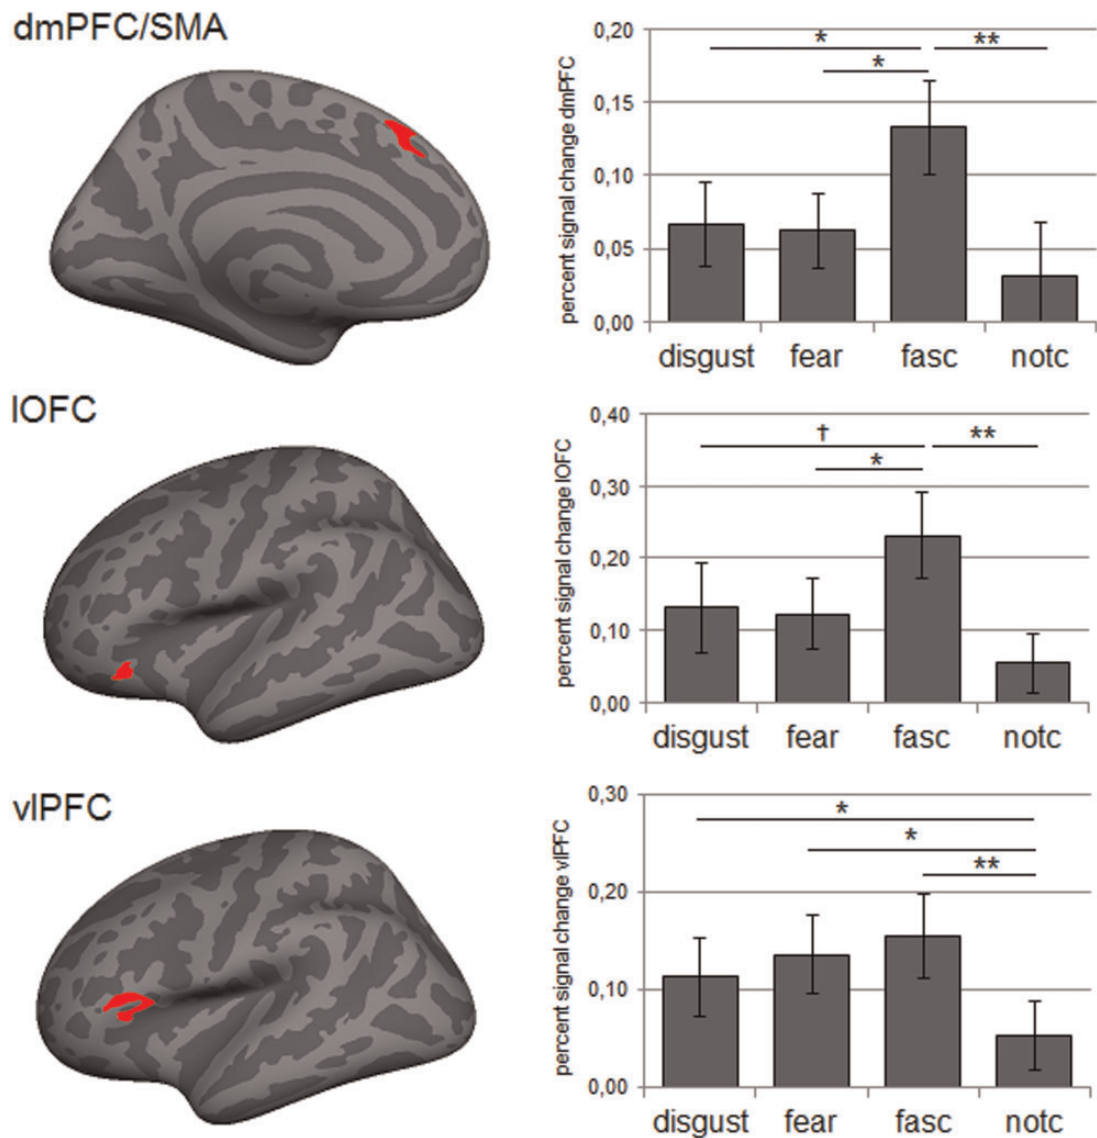 dmPFC/SMA
percent signal change dmPFC
0,20
0,15
0,10
0,05
0,00
* **
*
disgust fear fasc notc
lOFC
percent signal change lOFC
0,40
0,30
0,20
0,10
0,00
† **
*
disgust fear fasc notc
vlPFC
percent signal change vlPFC
0,30
0,20
0,10
0,00
*
*
**
disgust fear fasc notc